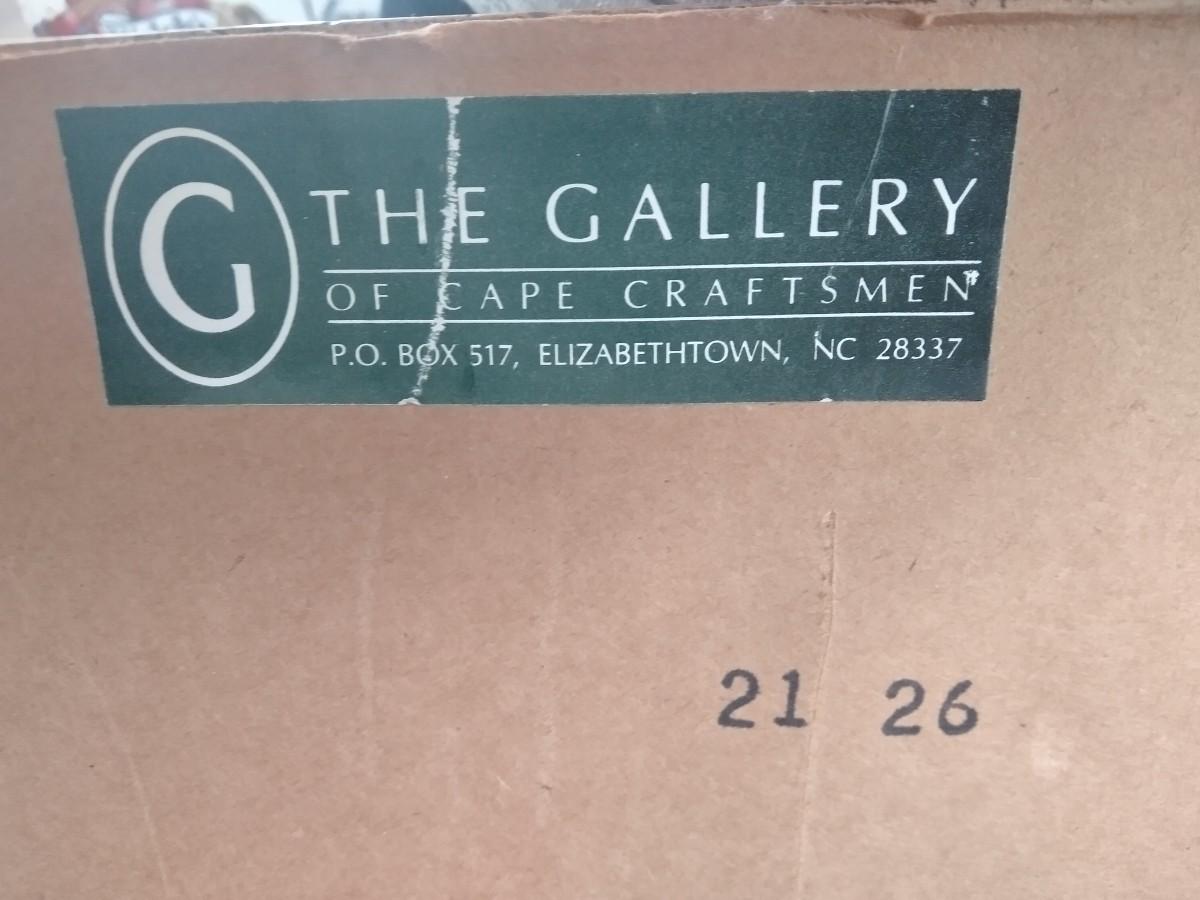 G
THE GALLERY
OF CAPE CRAFTSMEN
P.O. BOX 517, ELIZABETHTOWN, NC 28337
21 26